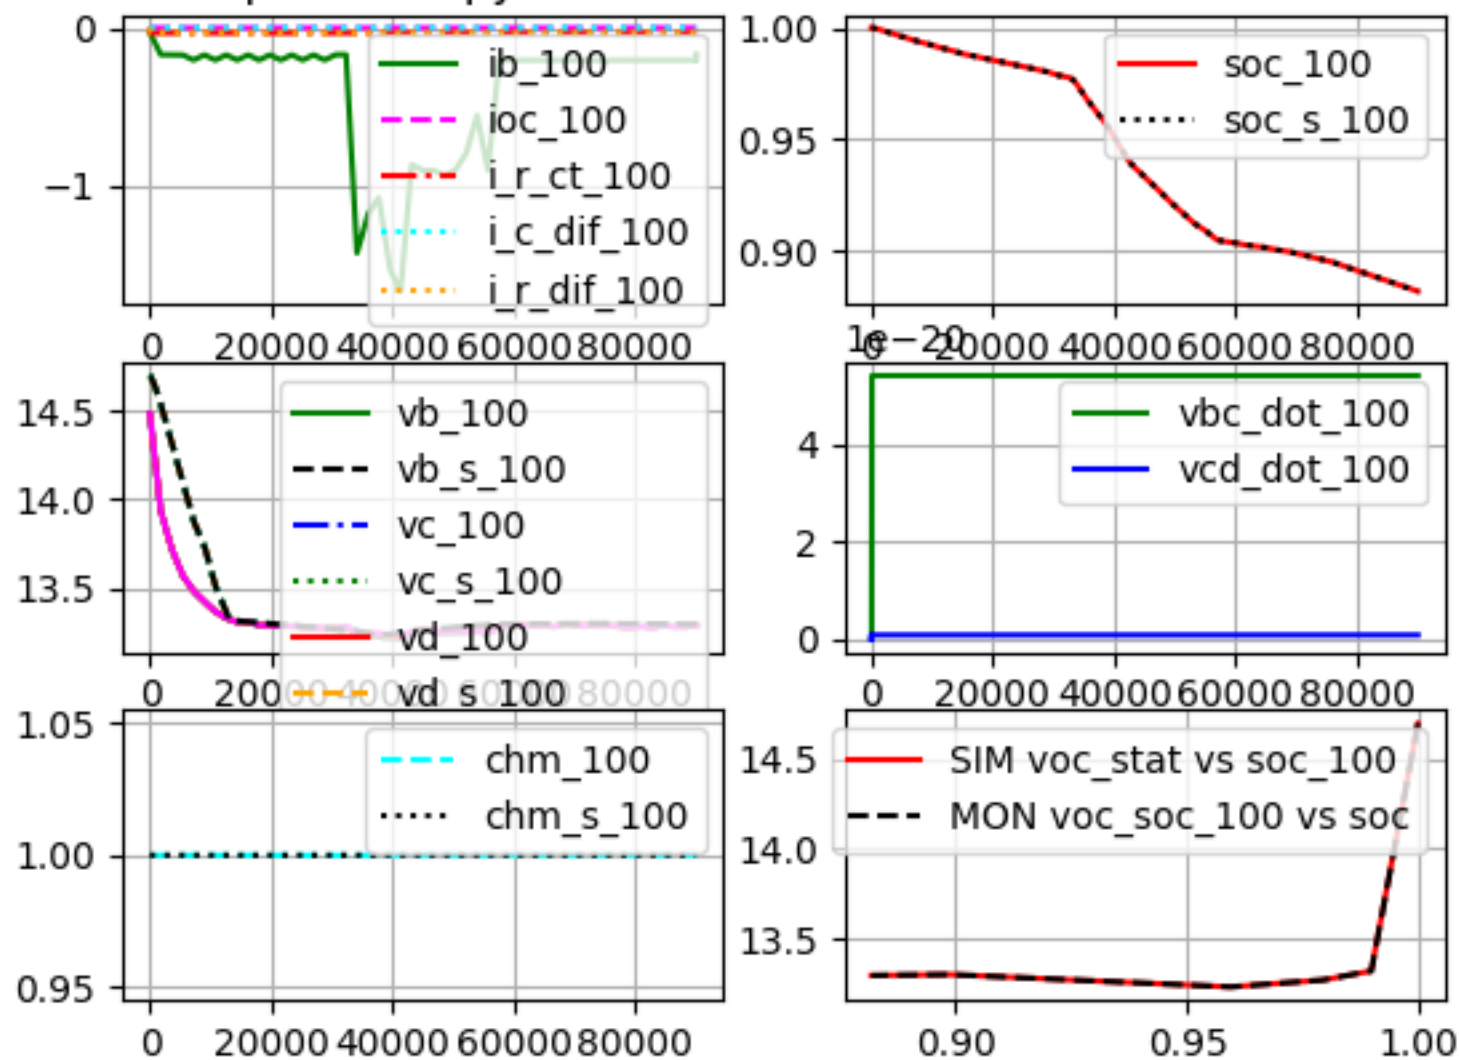 0
−1
ib_100
ioc_100
i_r_ct_100
i_c_dif_100
i_r_dif_100
0 20000 40000 60000 80000
1.00
0.95
0.90
soc_100
soc_s_100
0 20000 40000 60000 80000
14.5
14.0
13.5
vb_100
vb_s_100
vc_100
vc_s_100
vd_100
vd_s_100
0 20000 40000 60000 80000
1e−20
4
2
0
vbc_dot_100
vcd_dot_100
0 20000 40000 60000 80000
1.05
1.00
0.95
chm_100
chm_s_100
0 20000 40000 60000 80000
14.5
14.0
13.5
SIM voc_stat vs soc_100
MON voc_soc_100 vs soc
0.90 0.95 1.00